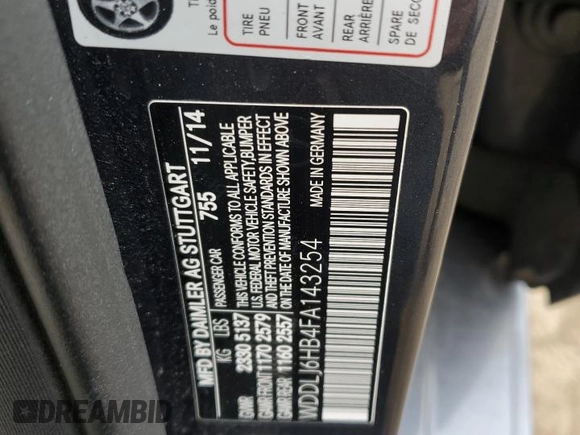 TIRE
PNEU
FRONT
AVANT
REAR
ARRIÈRE
SPARE
DE SECO
Le poid
MFD BY DAIMLER AG STUTTGART
755 11/14
KG LBS PASSENGER CAR
GVWR 2330 5137 THIS VEHICLE CONFORMS TO ALL APPLICABLE
GAWR FRONT 1170 2579 U.S. FEDERAL MOTOR VEHICLE SAFETY, BUMPER
GAWR REAR 1160 2557 AND THEFT PREVENTION STANDARDS IN EFFECT
ON THE DATE OF MANUFACTURE SHOWN ABOVE
MADE IN GERMANY
WDDLJ6HB4FA143254
DREAMBID